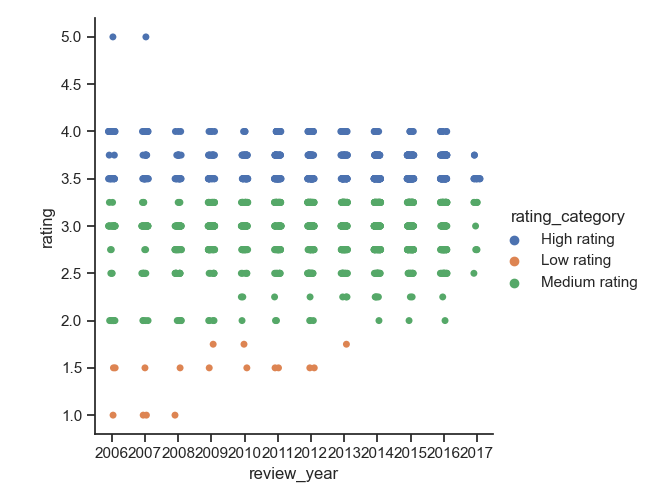 5.0
4.5
4.0
3.5
3.0
2.5
2.0
1.5
1.0
rating
2006 2007 2008 2009 2010 2011 2012 2013 2014 2015 2016 2017
review_year
rating_category
High rating
Low rating
Medium rating